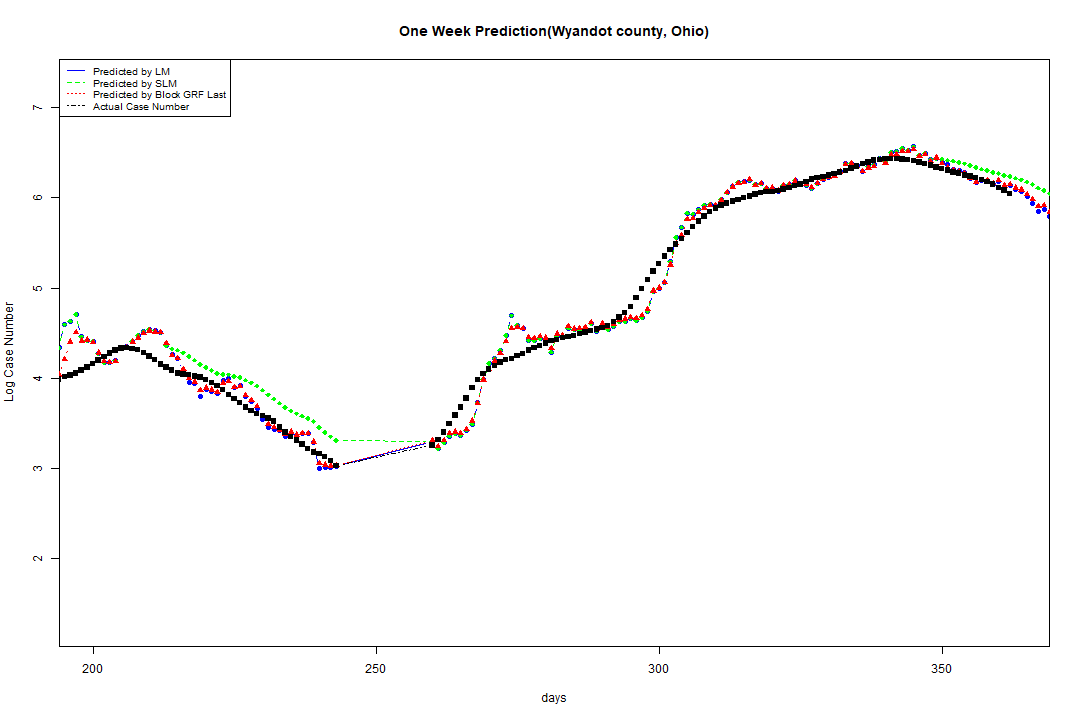 One Week Prediction(Wyandot county, Ohio)
Predicted by LM
Predicted by SLM
Predicted by Block GRF Last
Actual Case Number
7
6
5
4
3
2
Log Case Number
200
250
300
350
days